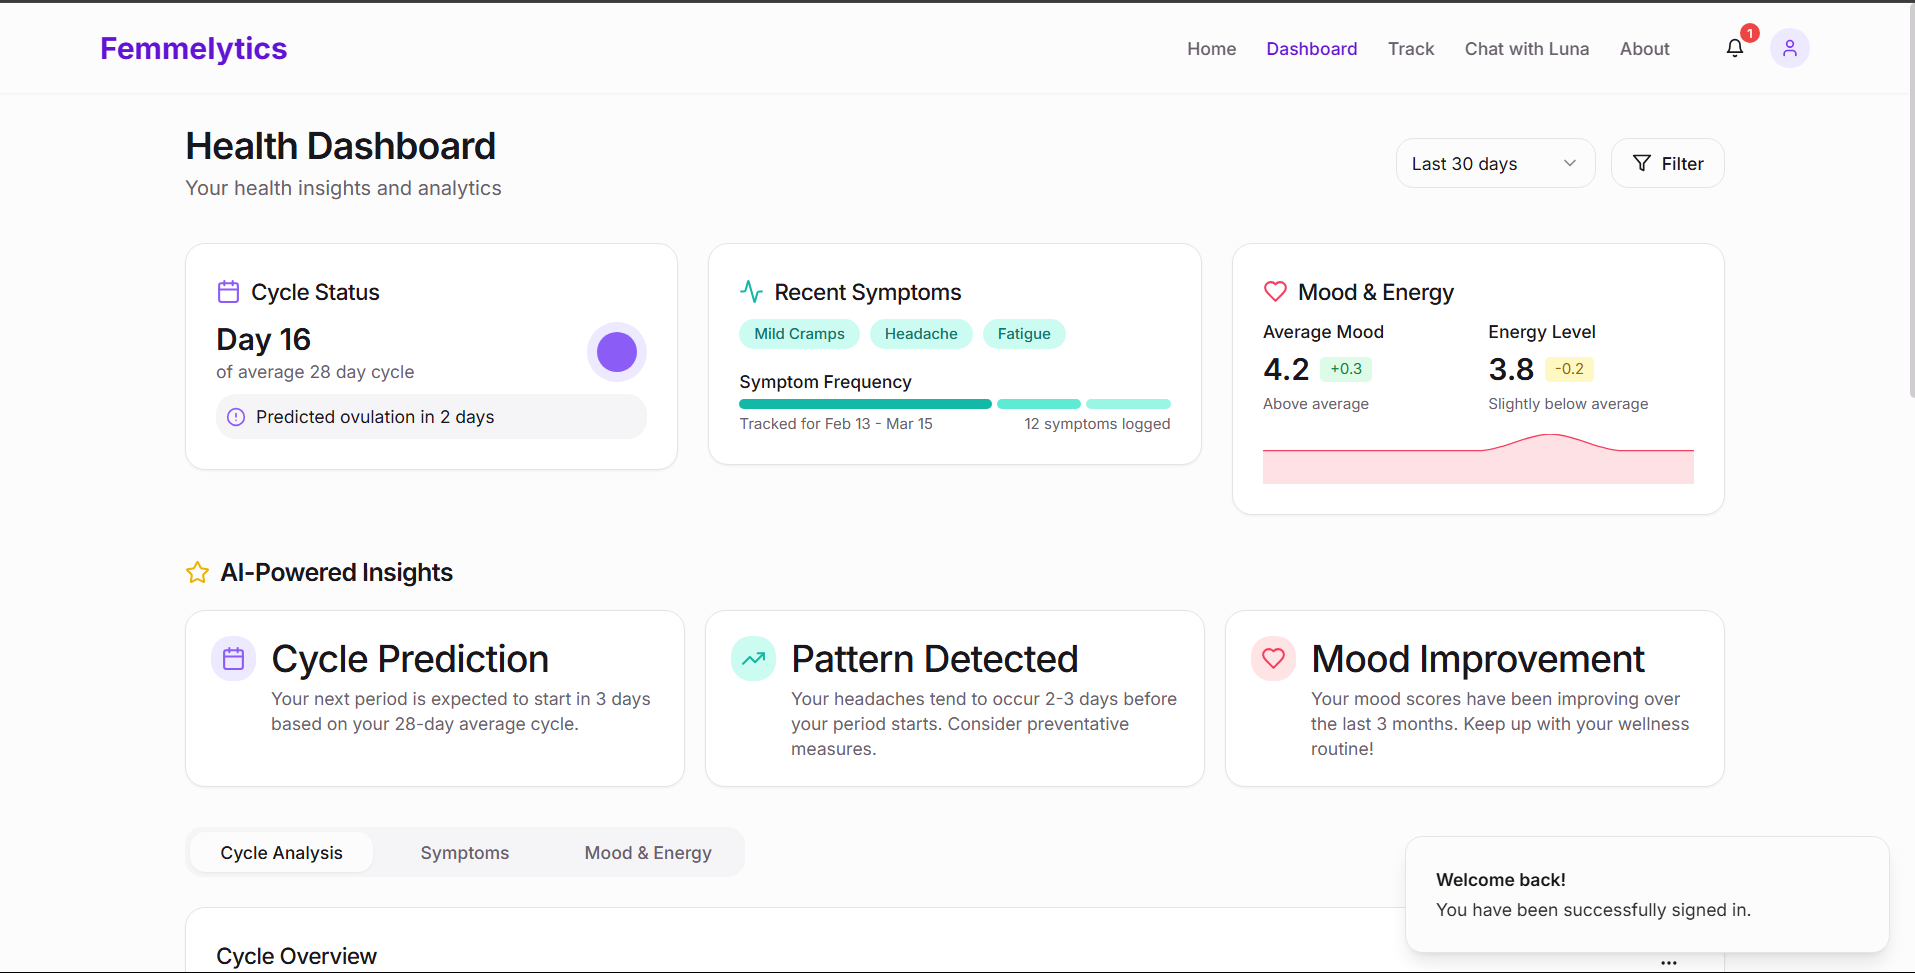 Femmelytics
Home Dashboard Track Chat with Luna About
1
Health Dashboard
Your health insights and analytics
Last 30 days
Filter
Cycle Status
Day 16
of average 28 day cycle
Predicted ovulation in 2 days
Recent Symptoms
Mild Cramps Headache Fatigue
Symptom Frequency
Tracked for Feb 13 - Mar 15 12 symptoms logged
Mood & Energy
Average Mood
4.2 +0.3
Above average
Energy Level
3.8 -0.2
Slightly below average
AI-Powered Insights
Cycle Prediction
Your next period is expected to start in 3 days
based on your 28-day average cycle.
Pattern Detected
Your headaches tend to occur 2-3 days before
your period starts. Consider preventative
measures.
Mood Improvement
Your mood scores have been improving over
the last 3 months. Keep up with your wellness
routine!
Cycle Analysis Symptoms Mood & Energy
Cycle Overview
...
Welcome back!
You have been successfully signed in.